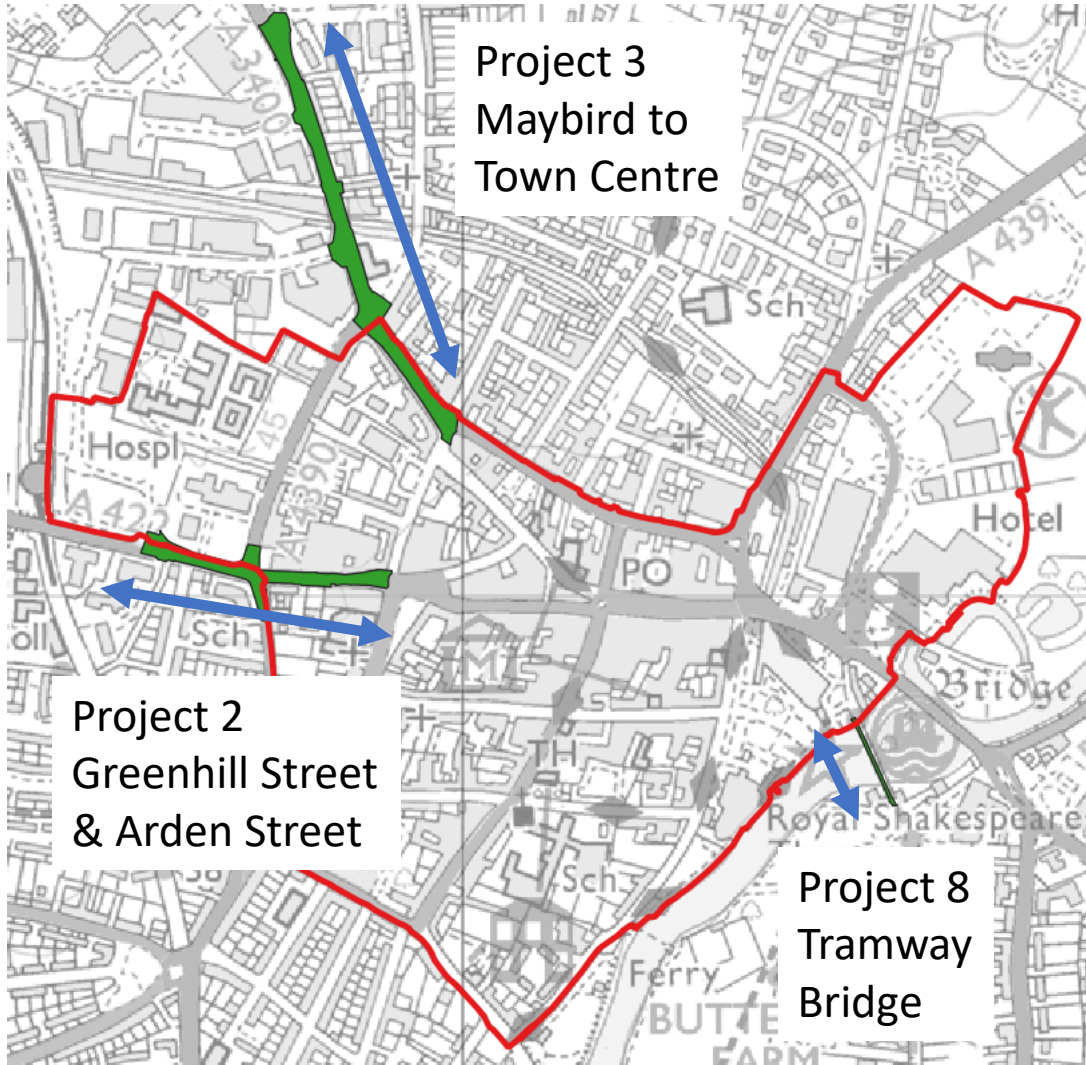 Project 3
Maybird to
Town Centre
A 3400
A 439
Sch
Hospl
A 4390
A 422
Hotel
PO
Sch
M
Bridge
Project 2
Greenhill Street
& Arden Street
TH
Royal Shakespeare
Sch
Project 8
Tramway
Bridge
Ferry
FARM